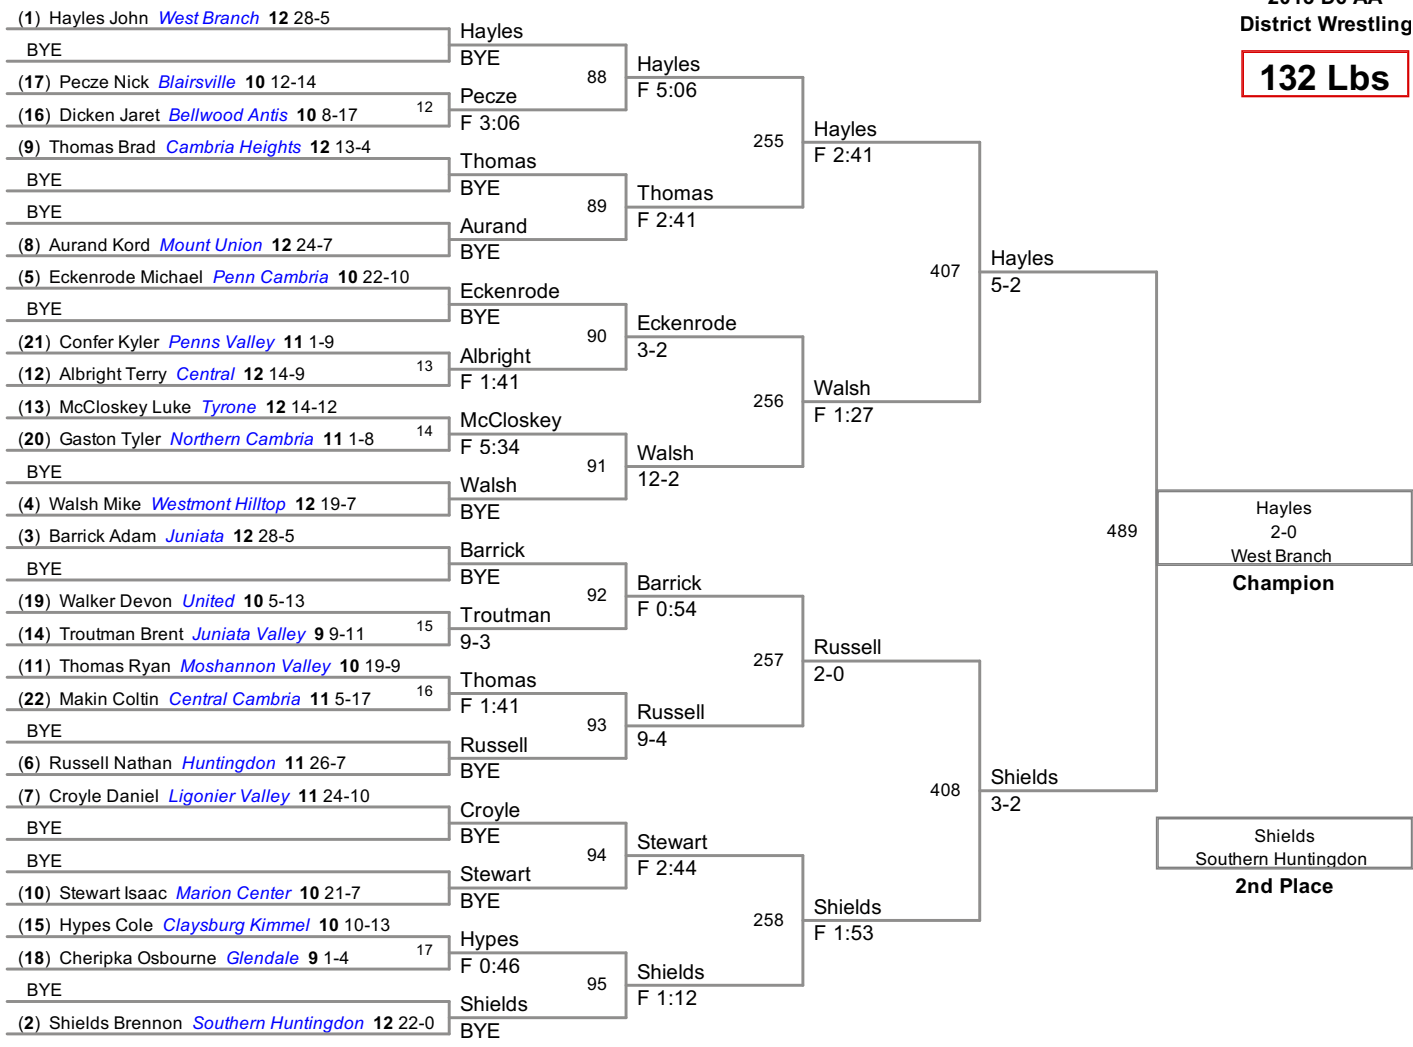 2018 D6 AA
District Wrestling
132 Lbs
(1) Hayles John West Branch 12 28-5
BYE
(17) Pecze Nick Blairsville 10 12-14
(16) Dicken Jaret Bellwood Antis 10 8-17
(9) Thomas Brad Cambria Heights 12 13-4
BYE
BYE
(8) Aurand Kord Mount Union 12 24-7
(5) Eckenrode Michael Penn Cambria 10 22-10
BYE
(21) Confer Kyler Penns Valley 11 1-9
(12) Albright Terry Central 12 14-9
(13) McCloskey Luke Tyrone 12 14-12
(20) Gaston Tyler Northern Cambria 11 1-8
BYE
(4) Walsh Mike Westmont Hilltop 12 19-7
(3) Barrick Adam Juniata 12 28-5
BYE
(19) Walker Devon United 10 5-13
(14) Troutman Brent Juniata Valley 9 9-11
(11) Thomas Ryan Moshannon Valley 10 19-9
(22) Makin Coltin Central Cambria 11 5-17
BYE
(6) Russell Nathan Huntingdon 11 26-7
(7) Croyle Daniel Ligonier Valley 11 24-10
BYE
BYE
(10) Stewart Isaac Marion Center 10 21-7
(15) Hypes Cole Claysburg Kimmel 10 10-13
(18) Cheripka Osbourne Glendale 9 1-4
BYE
(2) Shields Brennon Southern Huntingdon 12 22-0
12
13
14
15
16
17
Hayles
BYE
Pecze
F 3:06
Thomas
BYE
Aurand
BYE
Eckenrode
BYE
Albright
F 1:41
McCloskey
F 5:34
Walsh
BYE
Barrick
BYE
Troutman
9-3
Thomas
F 1:41
Russell
BYE
Croyle
BYE
Stewart
BYE
Hypes
F 0:46
Shields
BYE
88
89
90
91
92
93
94
95
Hayles
F 5:06
Thomas
F 2:41
Eckenrode
3-2
Walsh
12-2
Barrick
F 0:54
Russell
9-4
Stewart
F 2:44
Shields
F 1:12
255
256
257
258
Hayles
F 2:41
Walsh
F 1:27
Russell
2-0
Shields
F 1:53
407
408
Hayles
5-2
Shields
3-2
489
Hayles
2-0
West Branch
Champion
Shields
Southern Huntingdon
2nd Place